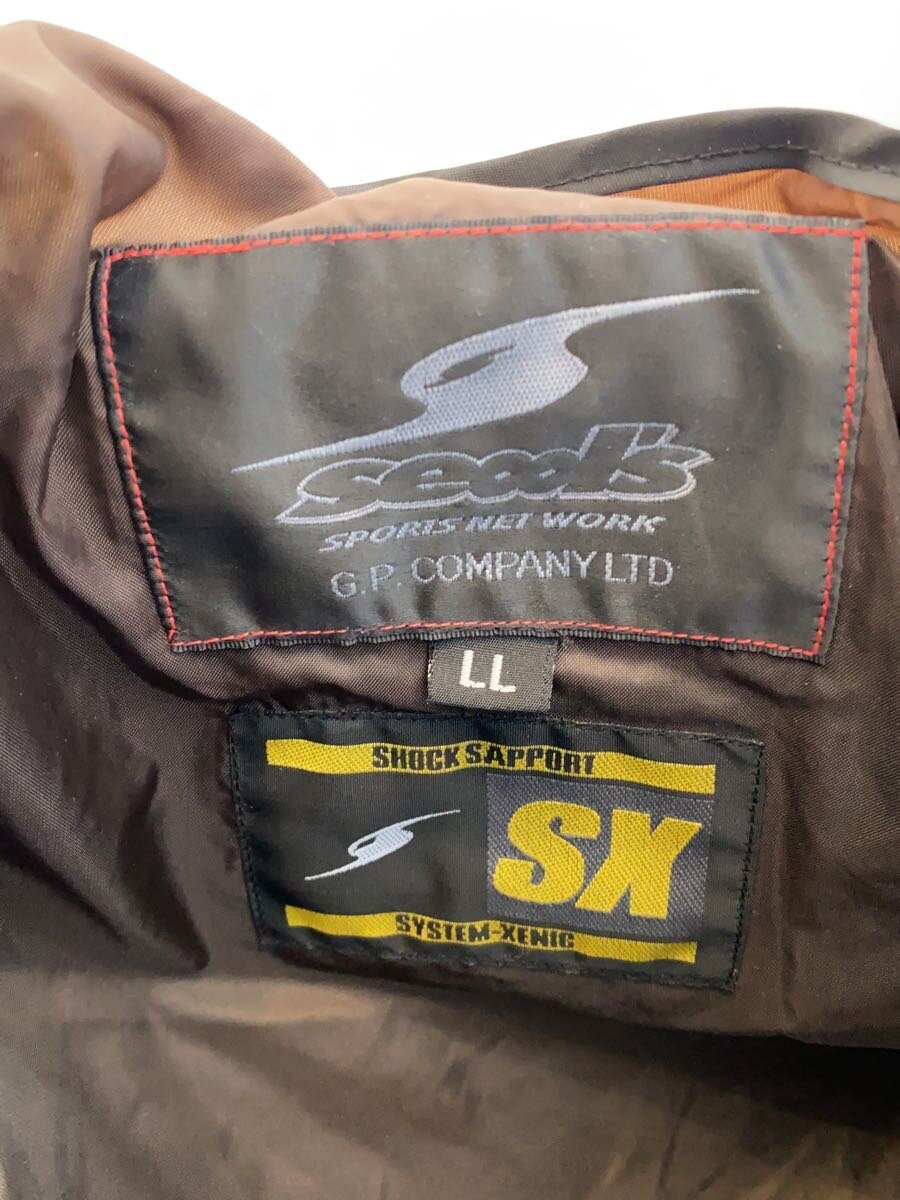 seed's
SPORTS NET WORK
G.P. COMPANY LTD
LL
SHOCK SAPPORT
SX
SYSTEM-XENIC